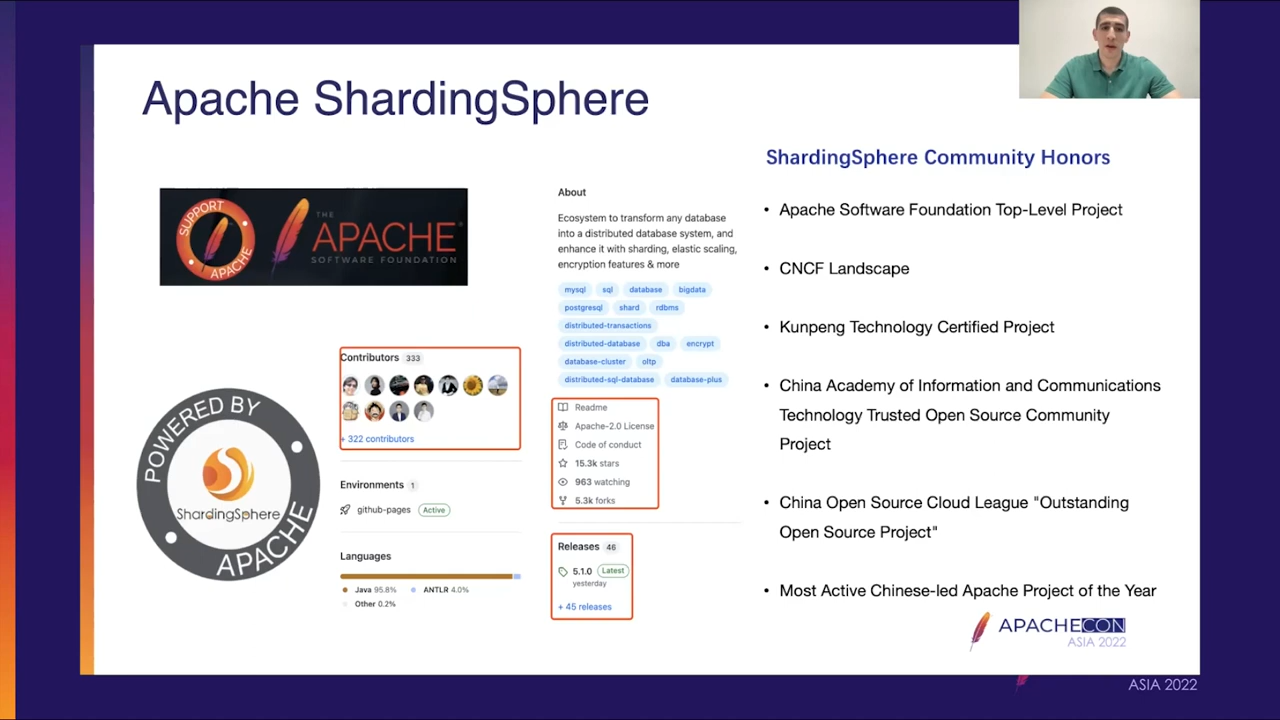 Apache ShardingSphere
SUPPORT
APACHE
THE
APACHE
SOFTWARE FOUNDATION
POWERED BY
ShardingSphere
APACHE
Contributors 333
+ 322 contributors
Environments 1
github-pages Active
Languages
Java 95.8% ANTLR 4.0%
Other 0.2%
About
Ecosystem to transform any database
into a distributed database system, and
enhance it with sharding, elastic scaling,
encryption features & more
mysql sql database bigdata
postgresql shard rdbms
distributed-transactions
distributed-database dba encrypt
database-cluster oltp
distributed-sql-database database-plus
Readme
Apache-2.0 License
Code of conduct
15.3k stars
963 watching
5.3k forks
Releases 46
5.1.0 Latest
yesterday
+ 45 releases
ShardingSphere Community Honors
• Apache Software Foundation Top-Level Project
• CNCF Landscape
• Kunpeng Technology Certified Project
• China Academy of Information and Communications
Technology Trusted Open Source Community
Project
• China Open Source Cloud League "Outstanding
Open Source Project"
• Most Active Chinese-led Apache Project of the Year
APACHECON
ASIA 2022
ASIA 2022